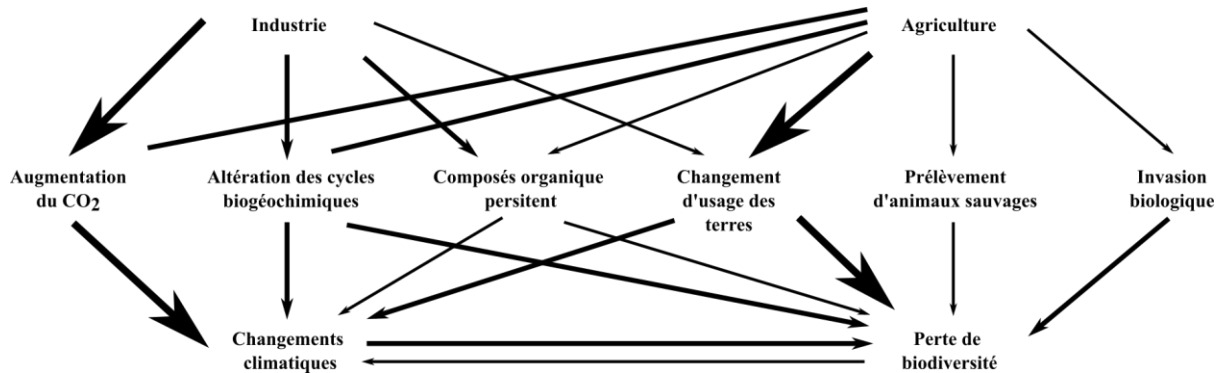 Industrie
Agriculture
Augmentation
du CO2
Altération des cycles
biogéochimiques
Composés organique
persitent
Changement
d'usage des
terres
Prélèvement
d'animaux sauvages
Invasion
biologique
Changements
climatiques
Perte de
biodiversité